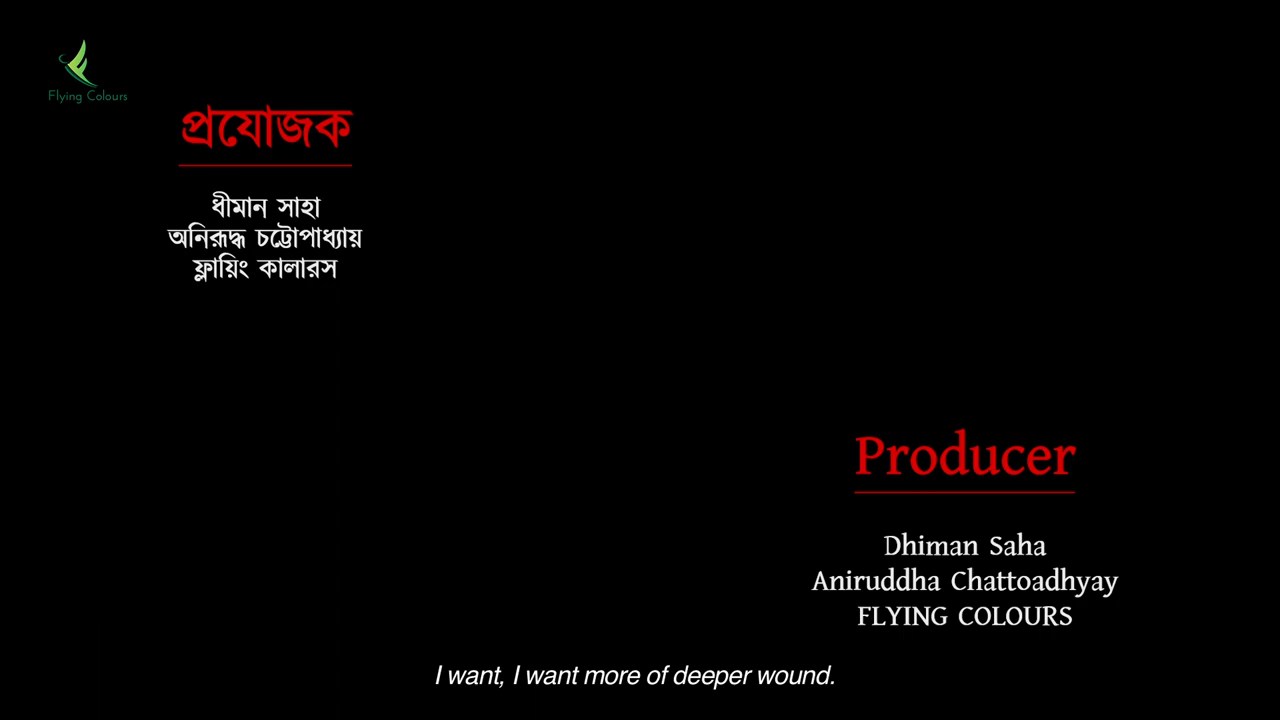 Flying Colours
প্রযোজক
ধীমান সাহা
অনিরূদ্ধ চট্টোপাধ্যায়
ফ্লায়িং কালারস
Producer
Dhiman Saha
Aniruddha Chattoadhyay
FLYING COLOURS
I want, I want more of deeper wound.